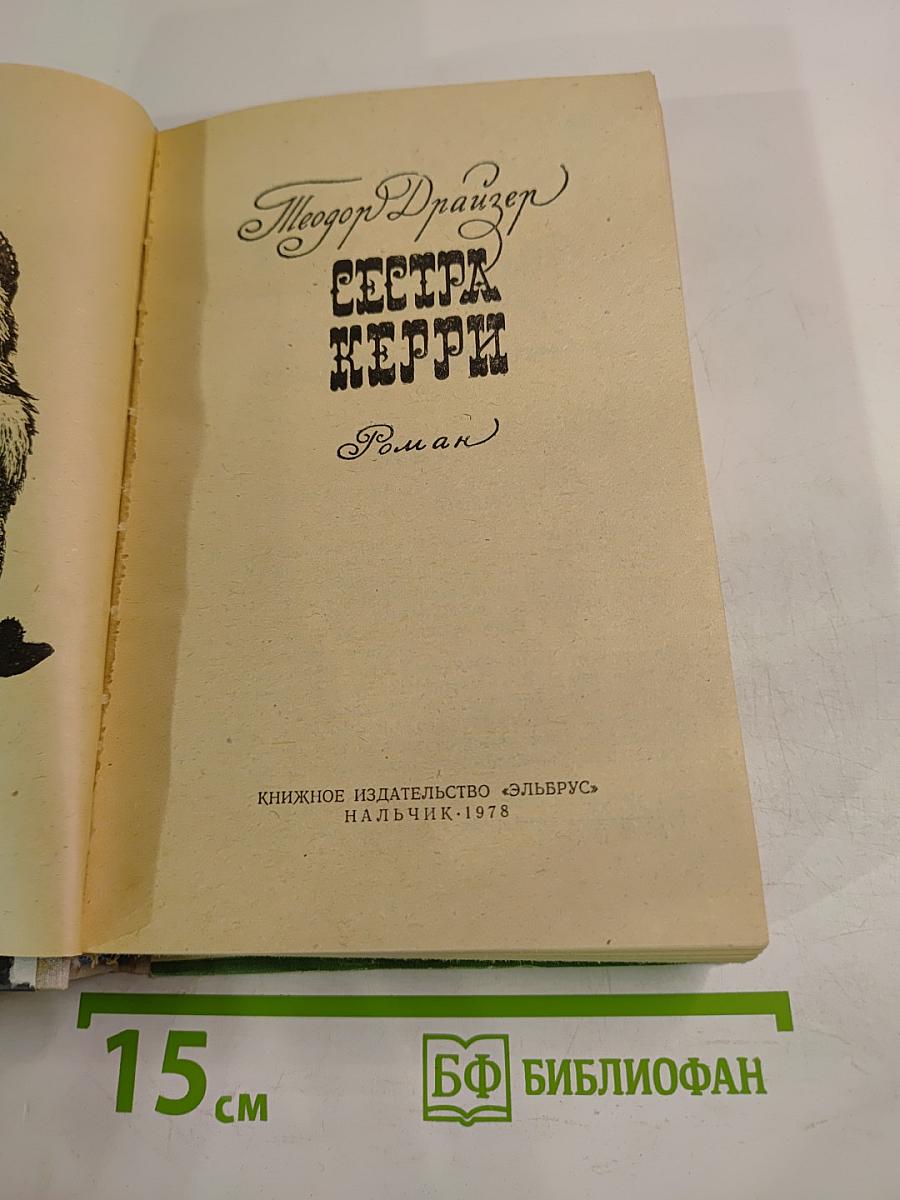 Теодор Драйзер
СЕСТРА
КЕРРИ
Роман
КНИЖНОЕ ИЗДАТЕЛЬСТВО «ЭЛЬБРУС»
НАЛЬЧИК·1978
15 см
БФ БИБЛИОФАН